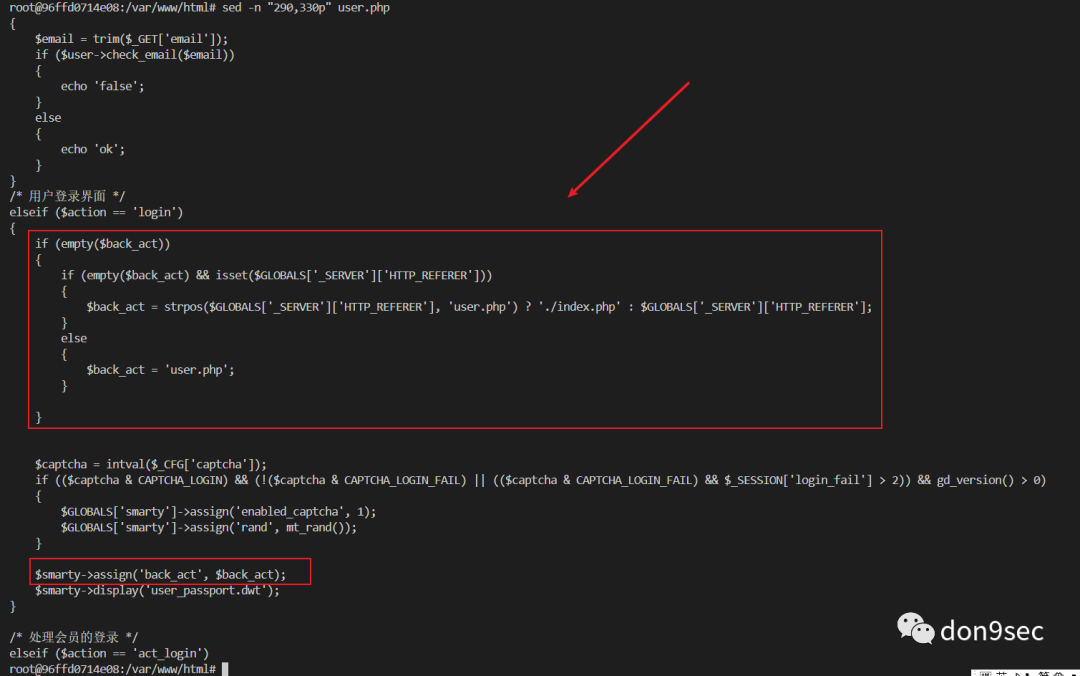 root@96ffd0714e08:/var/www/html# sed -n "290,330p" user.php
{
    $email = trim($_GET['email']);
    if ($user->check_email($email))
    {
        echo 'false';
    }
    else
    {
        echo 'ok';
    }
}
/* 用户登录界面 */
elseif ($action == 'login')
{
    if (empty($back_act))
    {
        if (empty($back_act) && isset($GLOBALS['_SERVER']['HTTP_REFERER']))
        {
            $back_act = strpos($GLOBALS['_SERVER']['HTTP_REFERER'], 'user.php') ? './index.php' : $GLOBALS['_SERVER']['HTTP_REFERER'];
        }
        else
        {
            $back_act = 'user.php';
        }
    }
    $captcha = intval($_CFG['captcha']);
    if (($captcha & CAPTCHA_LOGIN) && (!($captcha & CAPTCHA_LOGIN_FAIL) || (($captcha & CAPTCHA_LOGIN_FAIL) && $_SESSION['login_fail'] > 2)) && gd_version() > 0)
    {
        $GLOBALS['smarty']->assign('enabled_captcha', 1);
        $GLOBALS['smarty']->assign('rand', mt_rand());
    }
    $smarty->assign('back_act', $back_act);
    $smarty->display('user_passport.dwt');
}
/* 处理会员的登录 */
elseif ($action == 'act_login')
root@96ffd0714e08:/var/www/html#
don9sec